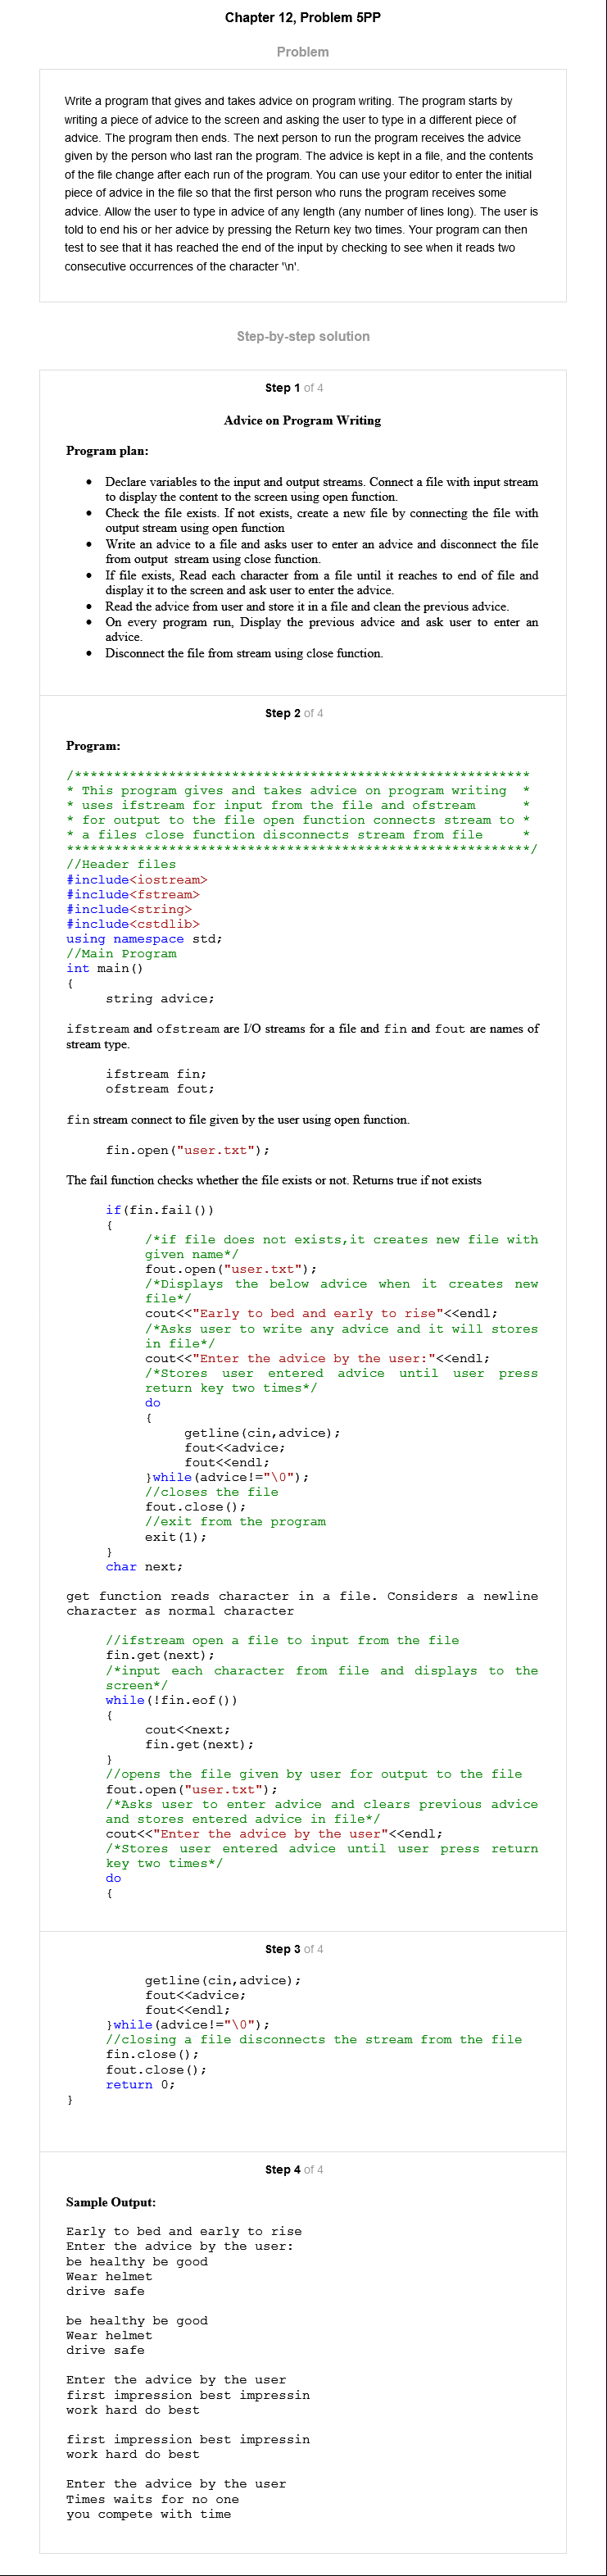 Chapter 12, Problem 5PP
Problem
Write a program that gives and takes advice on program writing. The program starts by
writing a piece of advice to the screen and asking the user to type in a different piece of
advice. The program then ends. The next person to run the program receives the advice
given by the person who last ran the program. The advice is kept in a file, and the contents
of the file change after each run of the program. You can use your editor to enter the initial
piece of advice in the file so that the first person who runs the program receives some
advice. Allow the user to type in advice of any length (any number of lines long). The user is
told to end his or her advice by pressing the Return key two times. Your program can then
test to see that it has reached the end of the input by checking to see when it reads two
consecutive occurrences of the character '\n'.
Step-by-step solution
Step 1 of 4
Advice on Program Writing
Program plan:
• Declare variables to the input and output streams. Connect a file with input stream
to display the content to the screen using open function.
• Check the file exists. If not exists, create a new file by connecting the file with
output stream using open function
• Write an advice to a file and asks user to enter an advice and disconnect the file
from output stream using close function.
• If file exists, Read each character from a file until it reaches to end of file and
display it to the screen and ask user to enter the advice.
• Read the advice from user and store it in a file and clean the previous advice.
• On every program run, Display the previous advice and ask user to enter an
advice.
• Disconnect the file from stream using close function.
Step 2 of 4
Program:
/**********************************************************
* This program gives and takes advice on program writing *
* uses ifstream for input from the file and ofstream *
* for output to the file open function connects stream to *
* a files close function disconnects stream from file *
***********************************************************/
//Header files
#include<iostream>
#include<fstream>
#include<string>
#include<cstdlib>
using namespace std;
//Main Program
int main()
{
string advice;
ifstream and ofstream are I/O streams for a file and fin and fout are names of
stream type.
ifstream fin;
ofstream fout;
fin stream connect to file given by the user using open function.
fin.open("user.txt");
The fail function checks whether the file exists or not. Returns true if not exists
if(fin.fail())
{
/*if file does not exists,it creates new file with
given name*/
fout.open("user.txt");
/*Displays the below advice when it creates new
file*/
cout<<"Early to bed and early to rise"<<endl;
/*Asks user to write any advice and it will stores
in file*/
cout<<"Enter the advice by the user:"<<endl;
/*Stores user entered advice until user press
return key two times*/
do
{
getline(cin,advice);
fout<<advice;
fout<<endl;
}while(advice!="\0");
//closes the file
fout.close();
//exit from the program
exit(1);
}
char next;
get function reads character in a file. Considers a newline
character as normal character
//ifstream open a file to input from the file
fin.get(next);
/*input each character from file and displays to the
screen*/
while(!fin.eof())
{
cout<<next;
fin.get(next);
}
//opens the file given by user for output to the file
fout.open("user.txt");
/*Asks user to enter advice and clears previous advice
and stores entered advice in file*/
cout<<"Enter the advice by the user"<<endl;
/*Stores user entered advice until user press return
key two times*/
do
{
Step 3 of 4
getline(cin,advice);
fout<<advice;
fout<<endl;
}while(advice!="\0");
//closing a file disconnects the stream from the file
fin.close();
fout.close();
return 0;
}
Step 4 of 4
Sample Output:
Early to bed and early to rise
Enter the advice by the user:
be healthy be good
Wear helmet
drive safe
be healthy be good
Wear helmet
drive safe
Enter the advice by the user
first impression best impressin
work hard do best
first impression best impressin
work hard do best
Enter the advice by the user
Times waits for no one
you compete with time